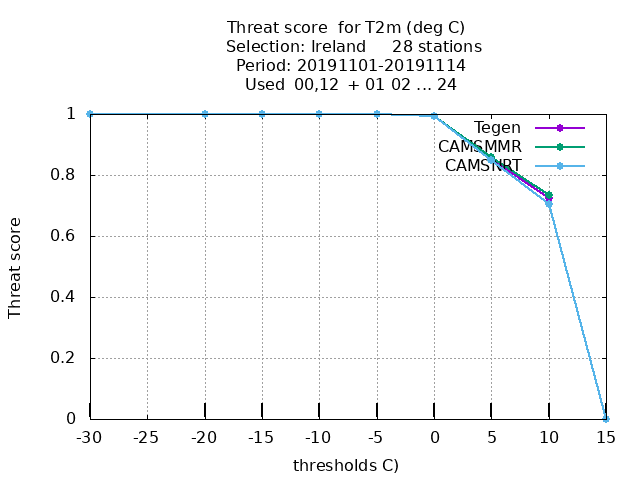 Threat score  for T2m (deg C)
Selection: Ireland     28 stations
Period: 20191101-20191114
Used  00,12  + 01 02 ... 24
1
0.8
0.6
0.4
0.2
0
Threat score
Tegen
CAMSMMR
CAMSNRT
-30 -25 -20 -15 -10 -5 0 5 10 15
thresholds C)